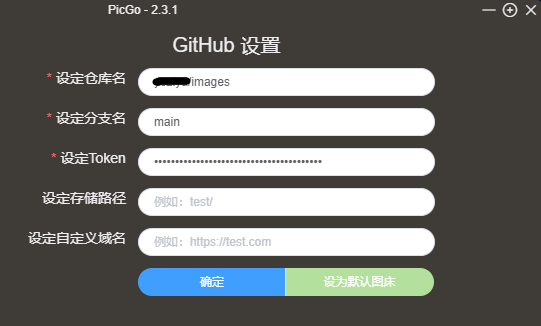 PicGo - 2.3.1
GitHub 设置
* 设定仓库名 /images
* 设定分支名 main
* 设定Token ••••••••••••••••••••••••••••••••••••••••
设定存储路径 例如：test/
设定自定义域名 例如：https://test.com
确定 设为默认图床